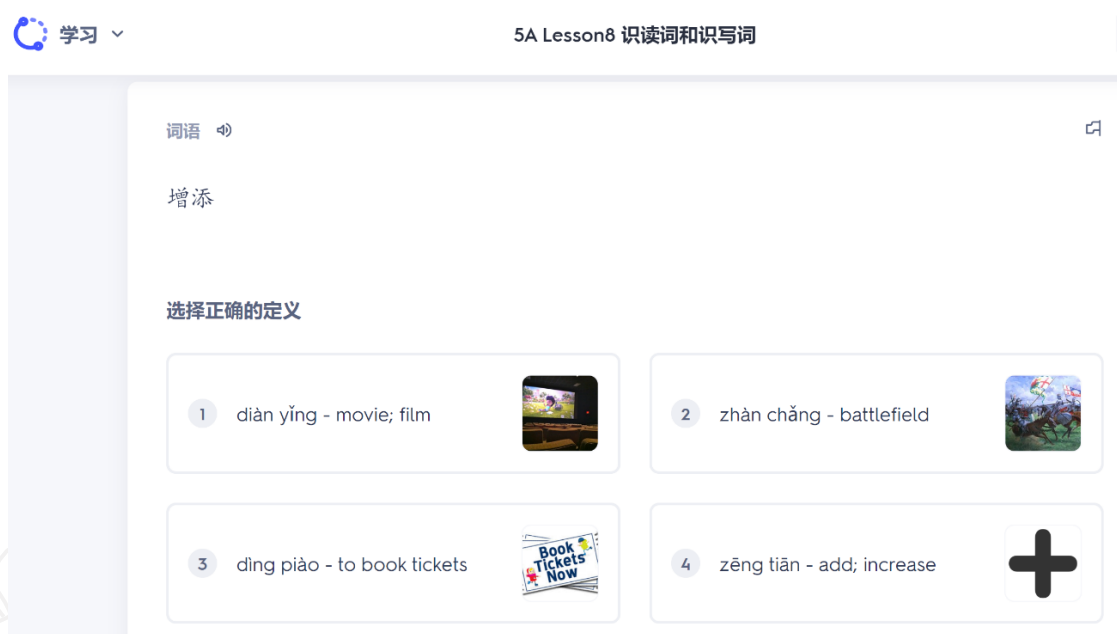 学习
5A Lesson8 识读词和识写词
词语
增添
选择正确的定义
1 diàn yǐng - movie; film
2 zhàn chǎng - battlefield
3 dìng piào - to book tickets
Book
Tickets
Now
4 zēng tiān - add; increase